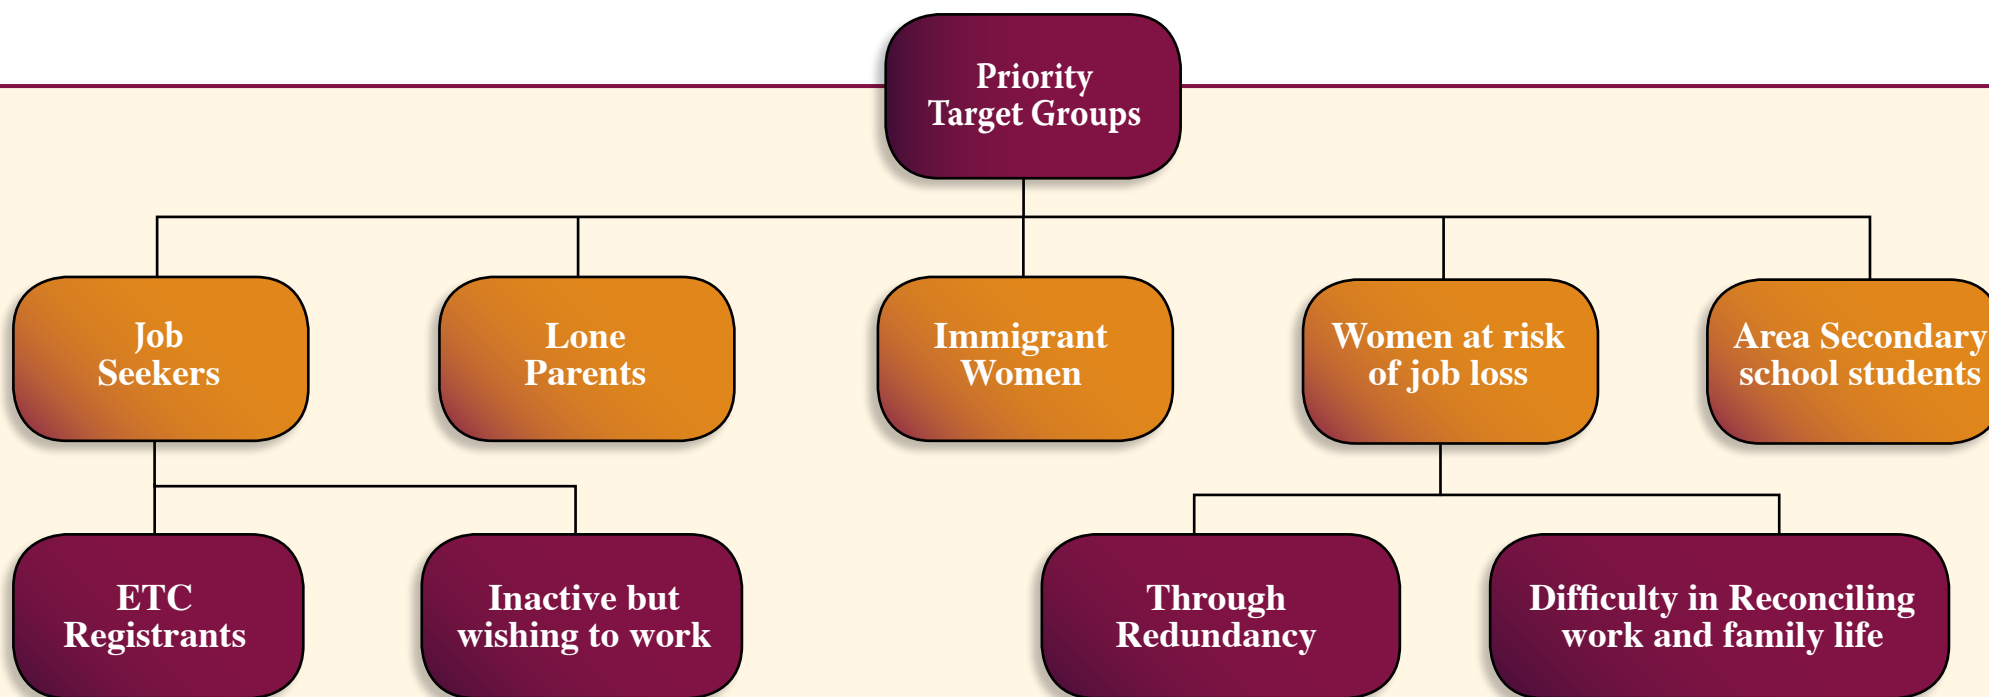 Priority
Target Groups
Job
Seekers
Lone
Parents
Immigrant
Women
Women at risk
of job loss
Area Secondary
school students
ETC
Registrants
Inactive but
wishing to work
Through
Redundancy
Difficulty in Reconciling
work and family life